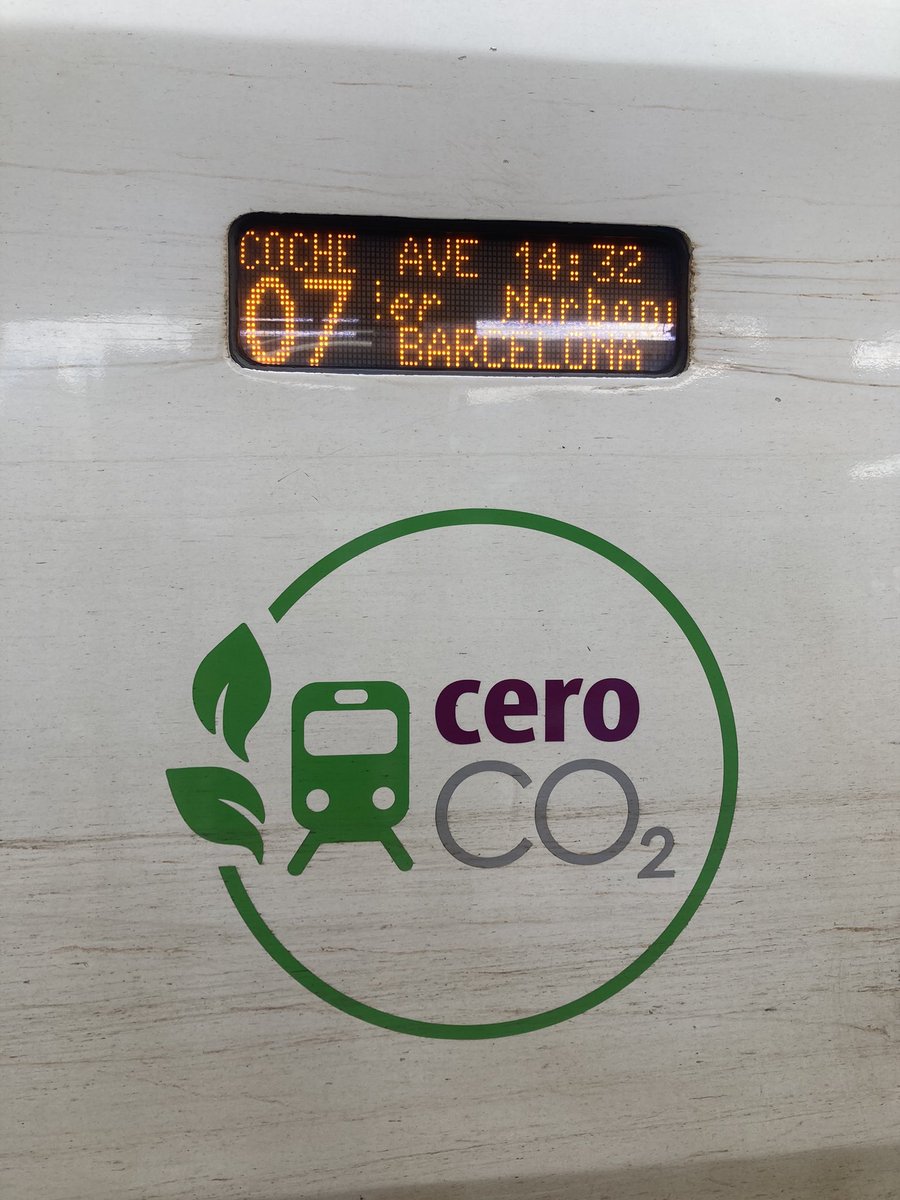 COCHE AVE 14:32
07
BARCELONA
cero
CO₂